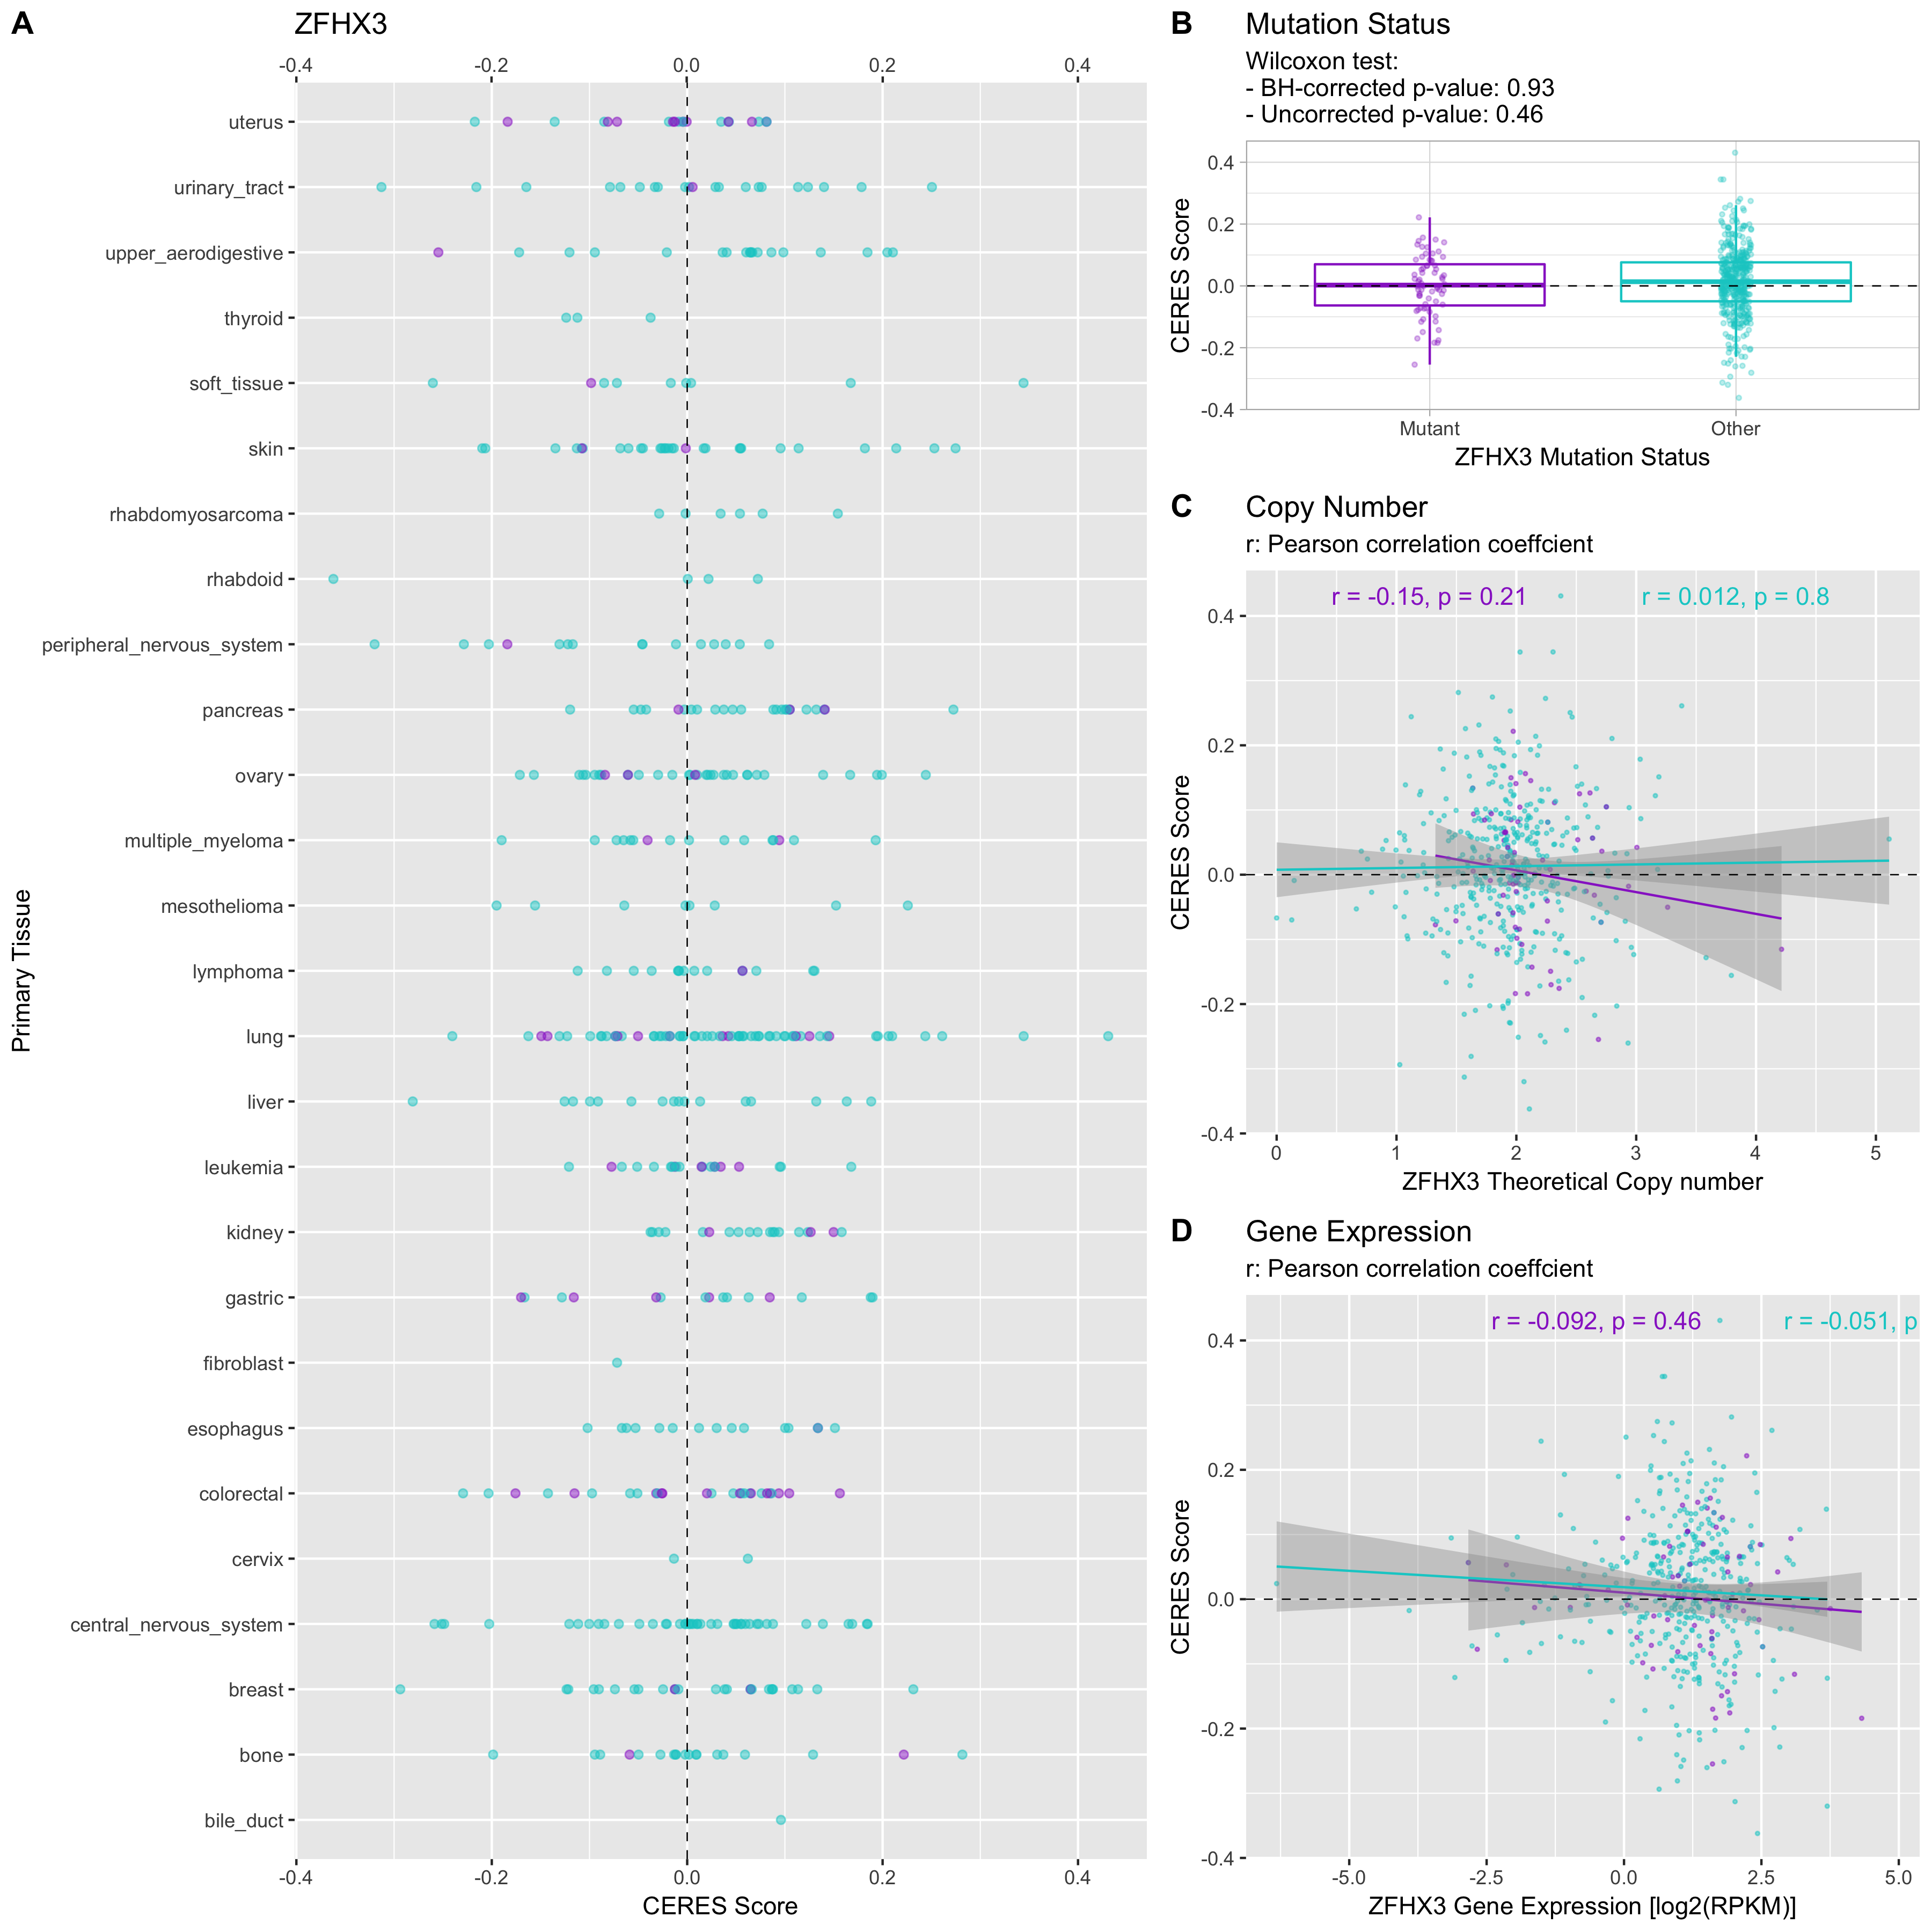 A
ZFHX3
-0.4 -0.2 0.0 0.2 0.4
uterus
urinary_tract
upper_aerodigestive
thyroid
soft_tissue
skin
rhabdomyosarcoma
rhabdoid
peripheral_nervous_system
pancreas
ovary
multiple_myeloma
mesothelioma
lymphoma
lung
liver
leukemia
kidney
gastric
fibroblast
esophagus
colorectal
cervix
central_nervous_system
breast
bone
bile_duct
Primary Tissue
-0.4 -0.2 0.0 0.2 0.4
CERES Score
B
Mutation Status
Wilcoxon test:
- BH-corrected p-value: 0.93
- Uncorrected p-value: 0.46
0.4
0.2
0.0
-0.2
-0.4
CERES Score
Mutant Other
ZFHX3 Mutation Status
C
Copy Number
r: Pearson correlation coeffcient
r = -0.15, p = 0.21 r = 0.012, p = 0.8
0.4
0.2
0.0
-0.2
-0.4
CERES Score
0 1 2 3 4 5
ZFHX3 Theoretical Copy number
D
Gene Expression
r: Pearson correlation coeffcient
r = -0.092, p = 0.46 r = -0.051, p
0.4
0.2
0.0
-0.2
-0.4
CERES Score
-5.0 -2.5 0.0 2.5 5.0
ZFHX3 Gene Expression [log2(RPKM)]